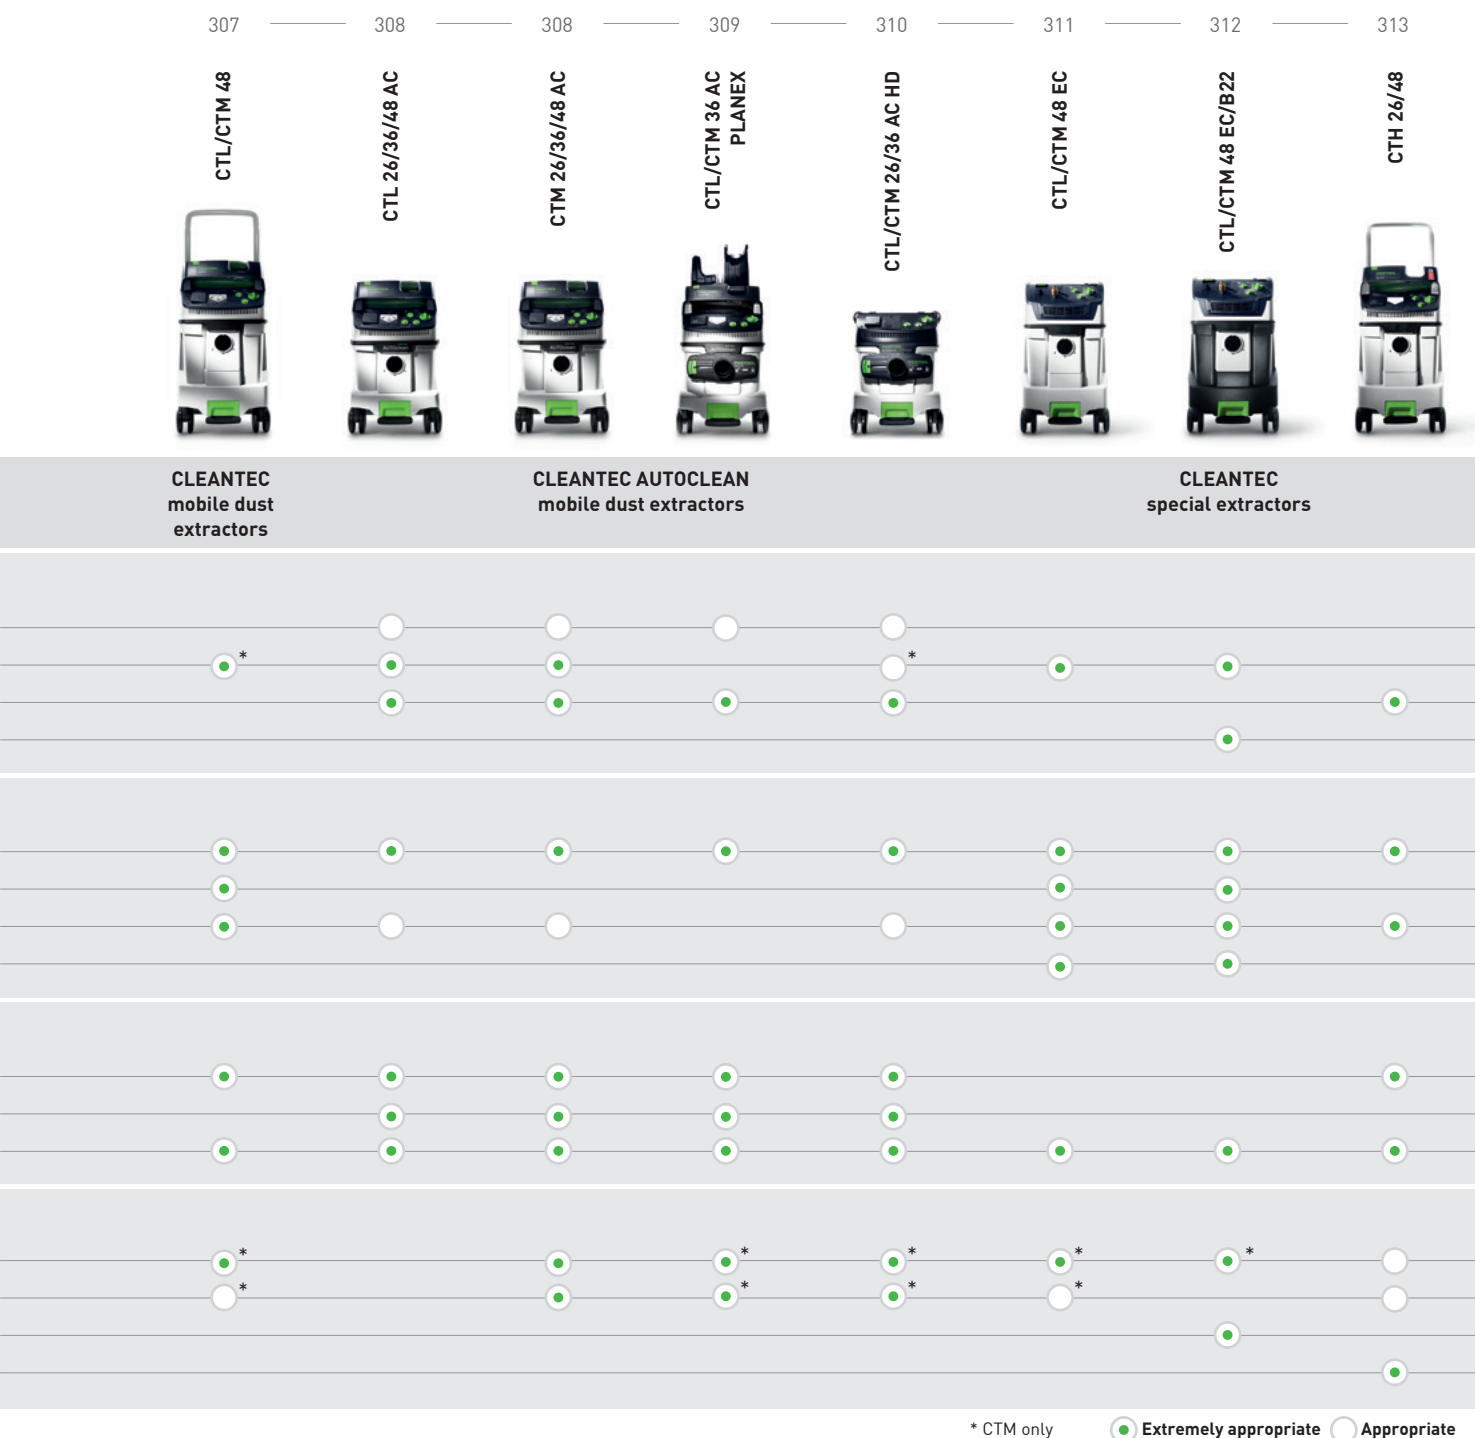 307
308
308
309
310
311
312
313
CTL/CTM 48
CTL 26/36/48 AC
CTM 26/36/48 AC
CTL/CTM 36 AC
PLANEX
CTL/CTM 26/36 AC HD
CTL/CTM 48 EC
CTL/CTM 48 EC/B22
CTH 26/48
CLEANTEC
mobile dust
extractors
CLEANTEC AUTOCLEAN
mobile dust extractors
CLEANTEC
special extractors
*
*
*
*
*
*
*
*
*
*
*
* CTM only
Extremely appropriate
Appropriate